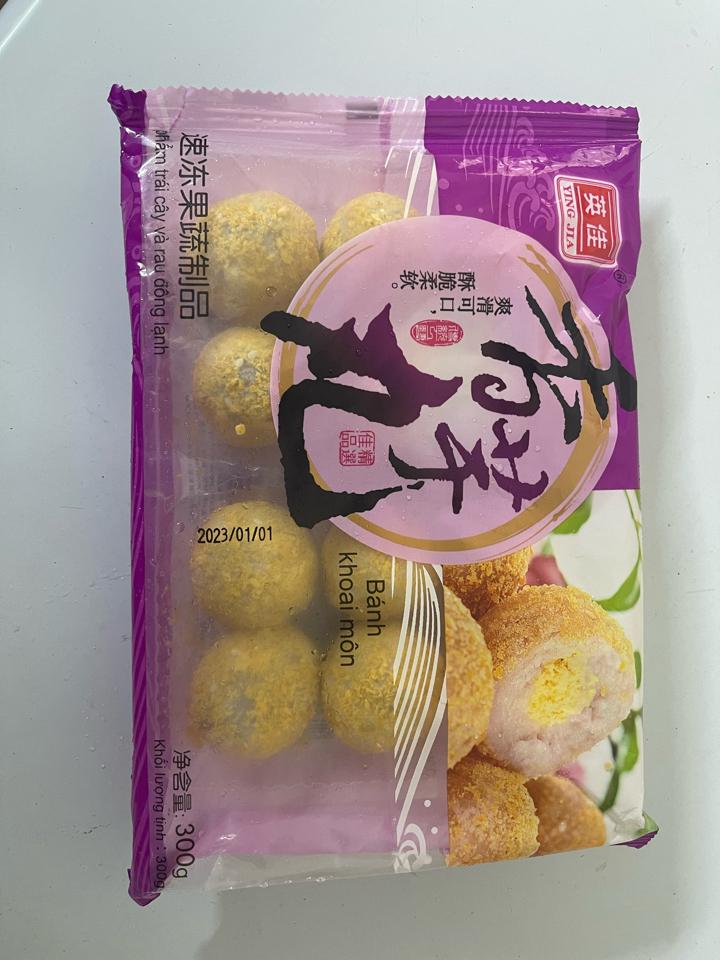 英佳
YING JIA
®
香芋丸
爽滑可口,
酥脆柔软。
精選
佳品
速冻果蔬制品
phẩm trái cây và rau đông lạnh
2023/01/01
Bánh
khoai môn
净含量: 300g
Khối lượng tịnh : 300g